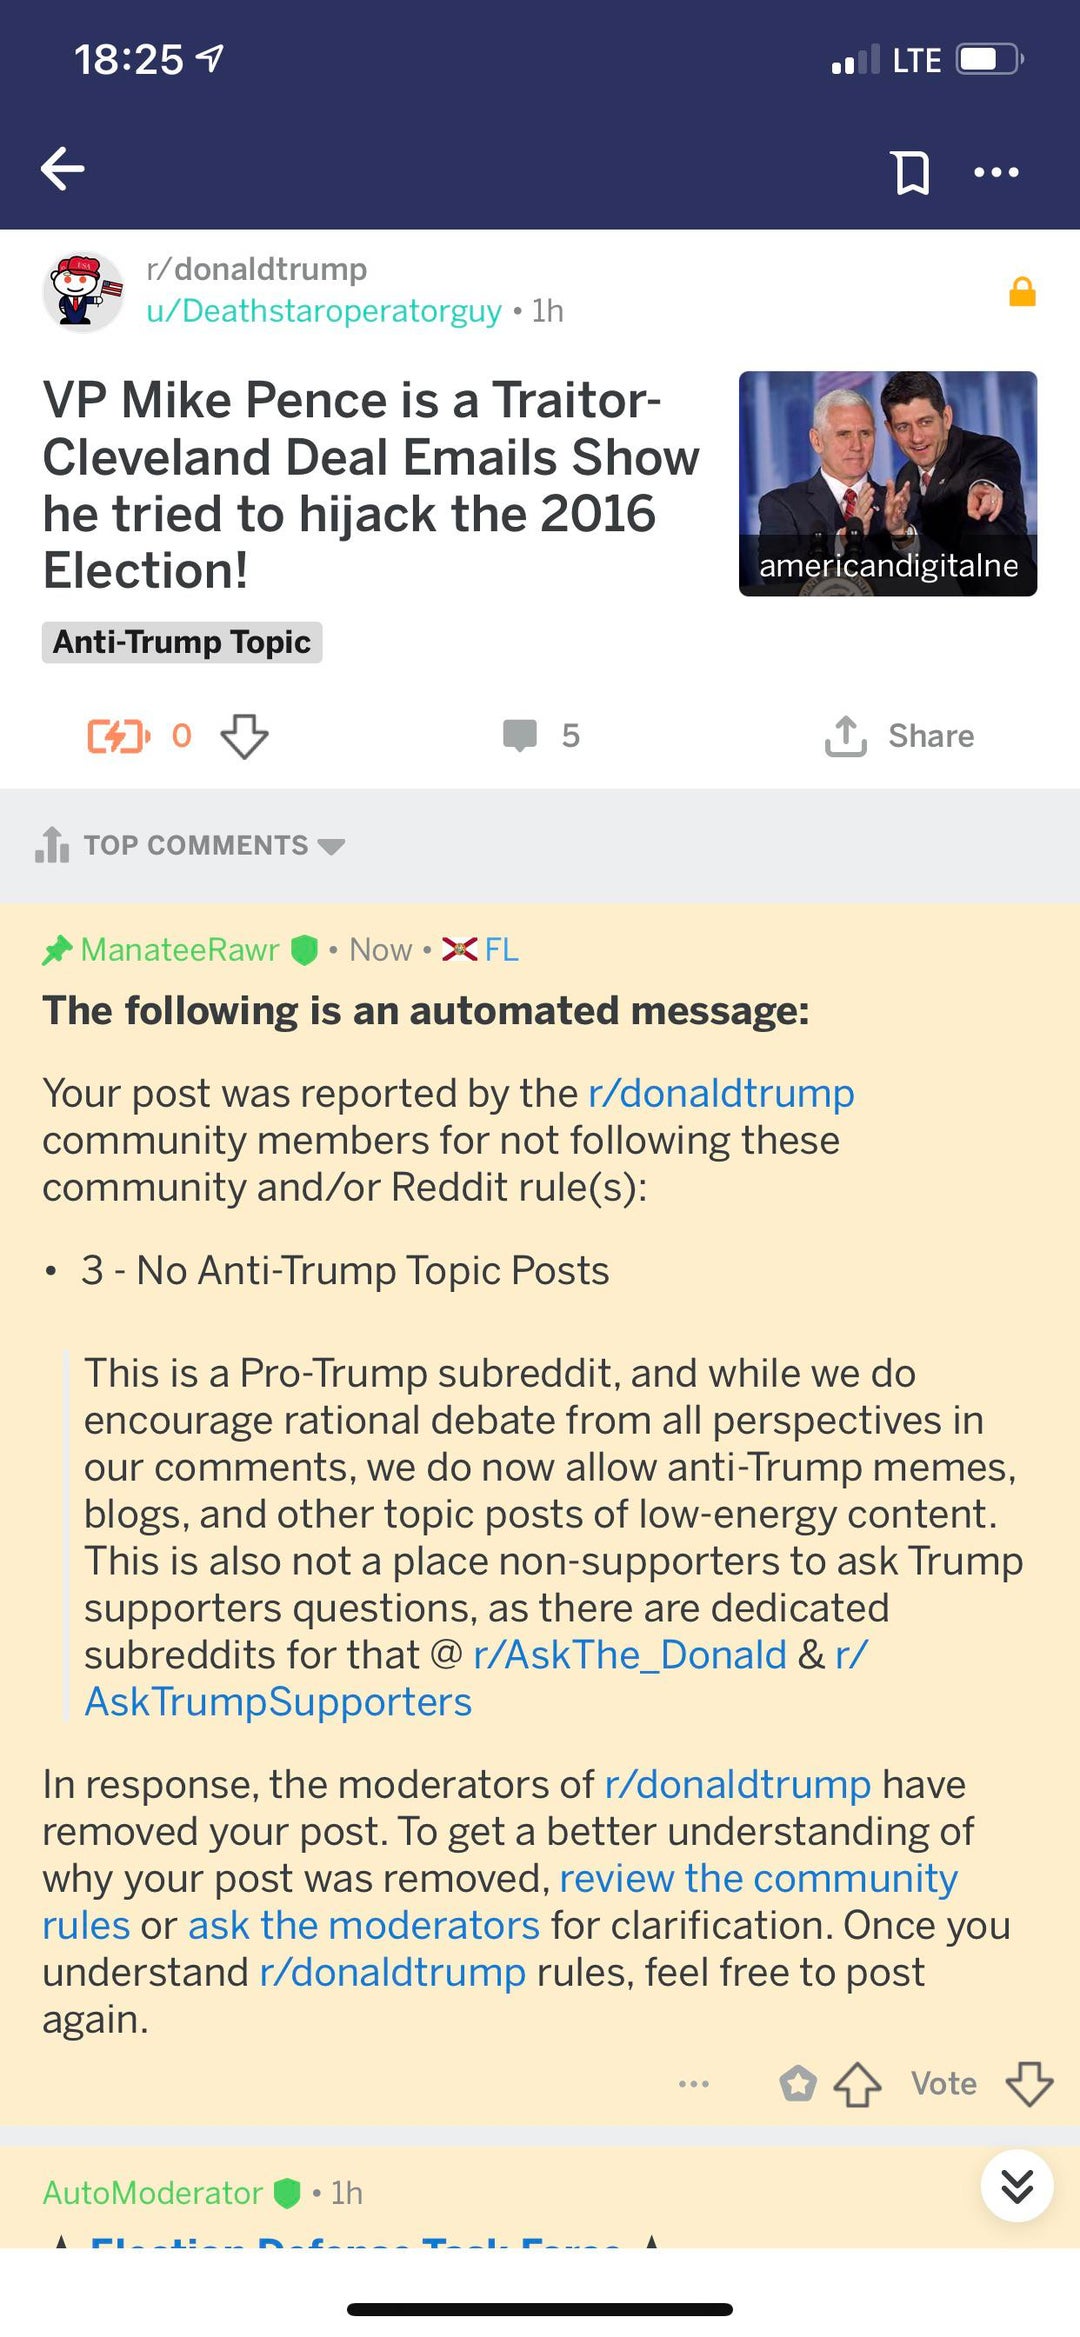 18:25
LTE
r/donaldtrump
u/Deathstaroperatorguy • 1h
VP Mike Pence is a Traitor-
Cleveland Deal Emails Show
he tried to hijack the 2016
Election!
americandigitalne
Anti-Trump Topic
0
5
Share
TOP COMMENTS
ManateeRawr • Now • FL
The following is an automated message:
Your post was reported by the r/donaldtrump
community members for not following these
community and/or Reddit rule(s):
• 3 - No Anti-Trump Topic Posts
This is a Pro-Trump subreddit, and while we do
encourage rational debate from all perspectives in
our comments, we do now allow anti-Trump memes,
blogs, and other topic posts of low-energy content.
This is also not a place non-supporters to ask Trump
supporters questions, as there are dedicated
subreddits for that @ r/AskThe_Donald & r/
AskTrumpSupporters
In response, the moderators of r/donaldtrump have
removed your post. To get a better understanding of
why your post was removed, review the community
rules or ask the moderators for clarification. Once you
understand r/donaldtrump rules, feel free to post
again.
Vote
AutoModerator • 1h
Election Defense Task Force